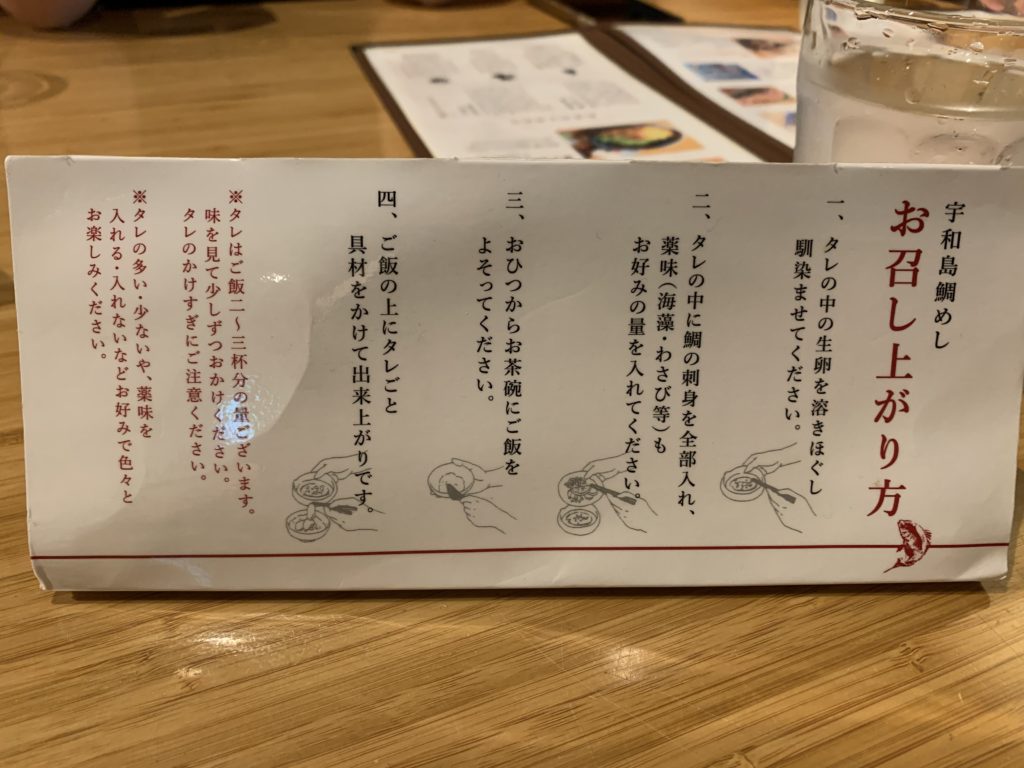 宇和島鯛めし
お召し上がり方
一、タレの中の生卵を溶きほぐし
馴染ませてください。
二、タレの中に鯛の刺身を全部入れ、
薬味（海藻・わさび等）も
お好みの量を入れてください。
三、おひつからお茶碗にご飯を
よそってください。
四、ご飯の上にタレごと
具材をかけて出来上がりです。
※タレはご飯二〜三杯分の量ございます。
味を見て少しずつおかけください。
タレのかけすぎにご注意ください。
※タレの多い・少ないや、薬味を
入れる・入れないなどお好みで色々と
お楽しみください。